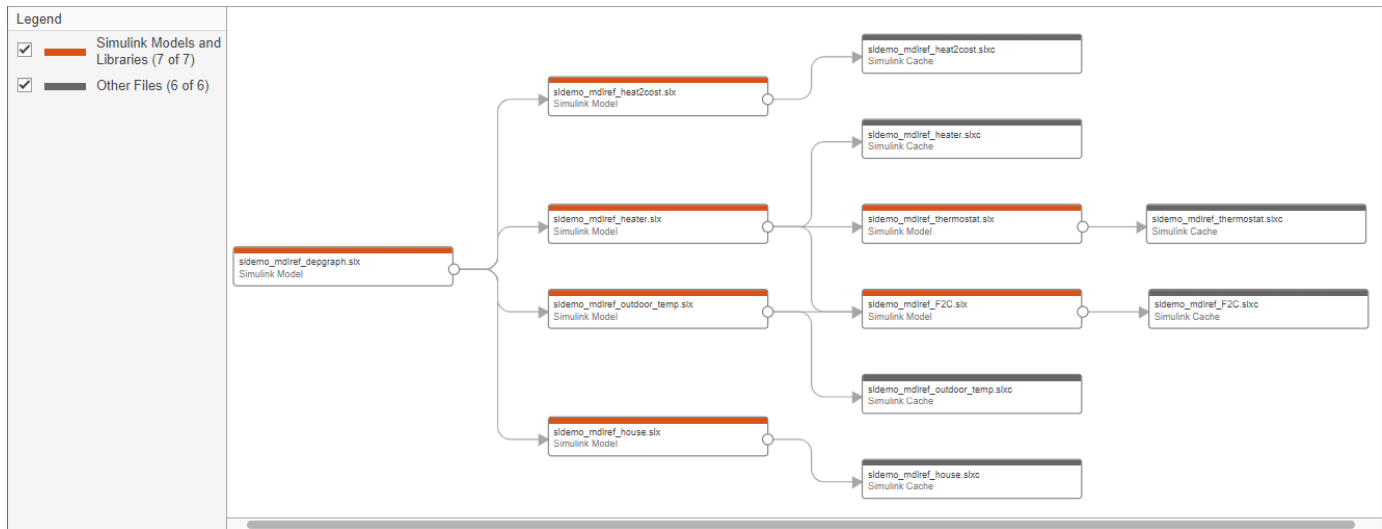 Legend
Simulink Models and
Libraries (7 of 7)
Other Files (6 of 6)
sldemo_mdlref_depgraph.slx
Simulink Model
sldemo_mdlref_heat2cost.slx
Simulink Model
sldemo_mdlref_heater.slx
Simulink Model
sldemo_mdlref_outdoor_temp.slx
Simulink Model
sldemo_mdlref_house.slx
Simulink Model
sldemo_mdlref_heat2cost.slxc
Simulink Cache
sldemo_mdlref_heater.slxc
Simulink Cache
sldemo_mdlref_thermostat.slx
Simulink Model
sldemo_mdlref_F2C.slx
Simulink Model
sldemo_mdlref_outdoor_temp.slxc
Simulink Cache
sldemo_mdlref_house.slxc
Simulink Cache
sldemo_mdlref_thermostat.slxc
Simulink Cache
sldemo_mdlref_F2C.slxc
Simulink Cache